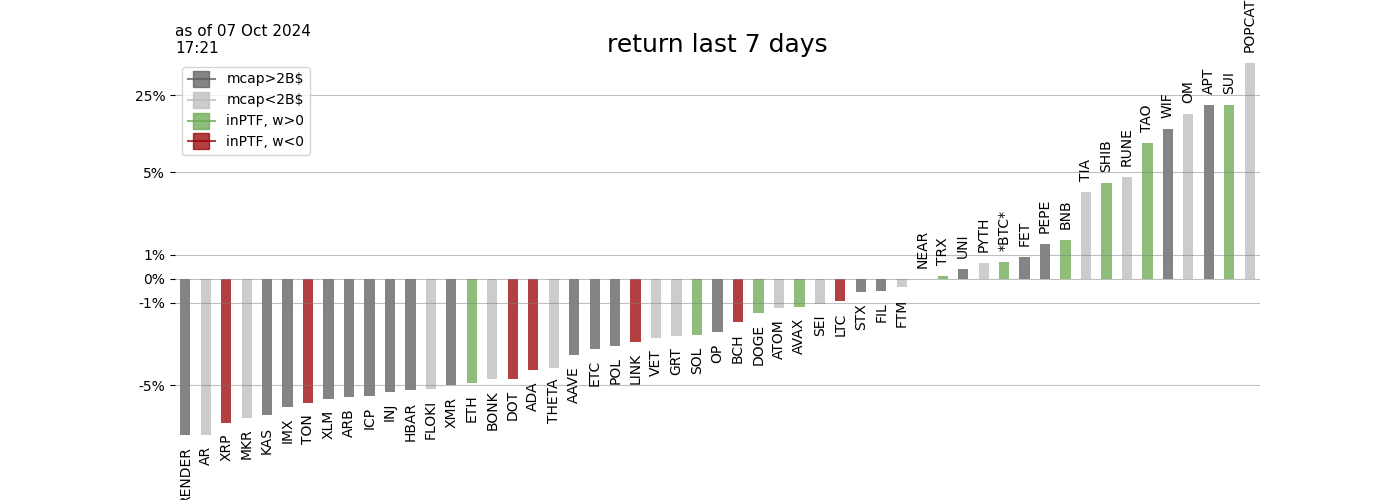 as of 07 Oct 2024
17:21
return last 7 days
mcap>2B$
mcap<2B$
inPTF, w>0
inPTF, w<0
25%
5%
1%
0%
-1%
-5%
RENDER
AR
XRP
MKR
KAS
IMX
TON
XLM
ARB
ICP
INJ
HBAR
FLOKI
XMR
ETH
BONK
DOT
ADA
THETA
AAVE
ETC
POL
LINK
VET
GRT
SOL
OP
BCH
DOGE
ATOM
AVAX
SEI
LTC
STX
FIL
FTM
NEAR
TRX
UNI
PYTH
*BTC*
FET
PEPE
BNB
TIA
SHIB
RUNE
TAO
WIF
OM
APT
SUI
POPCAT